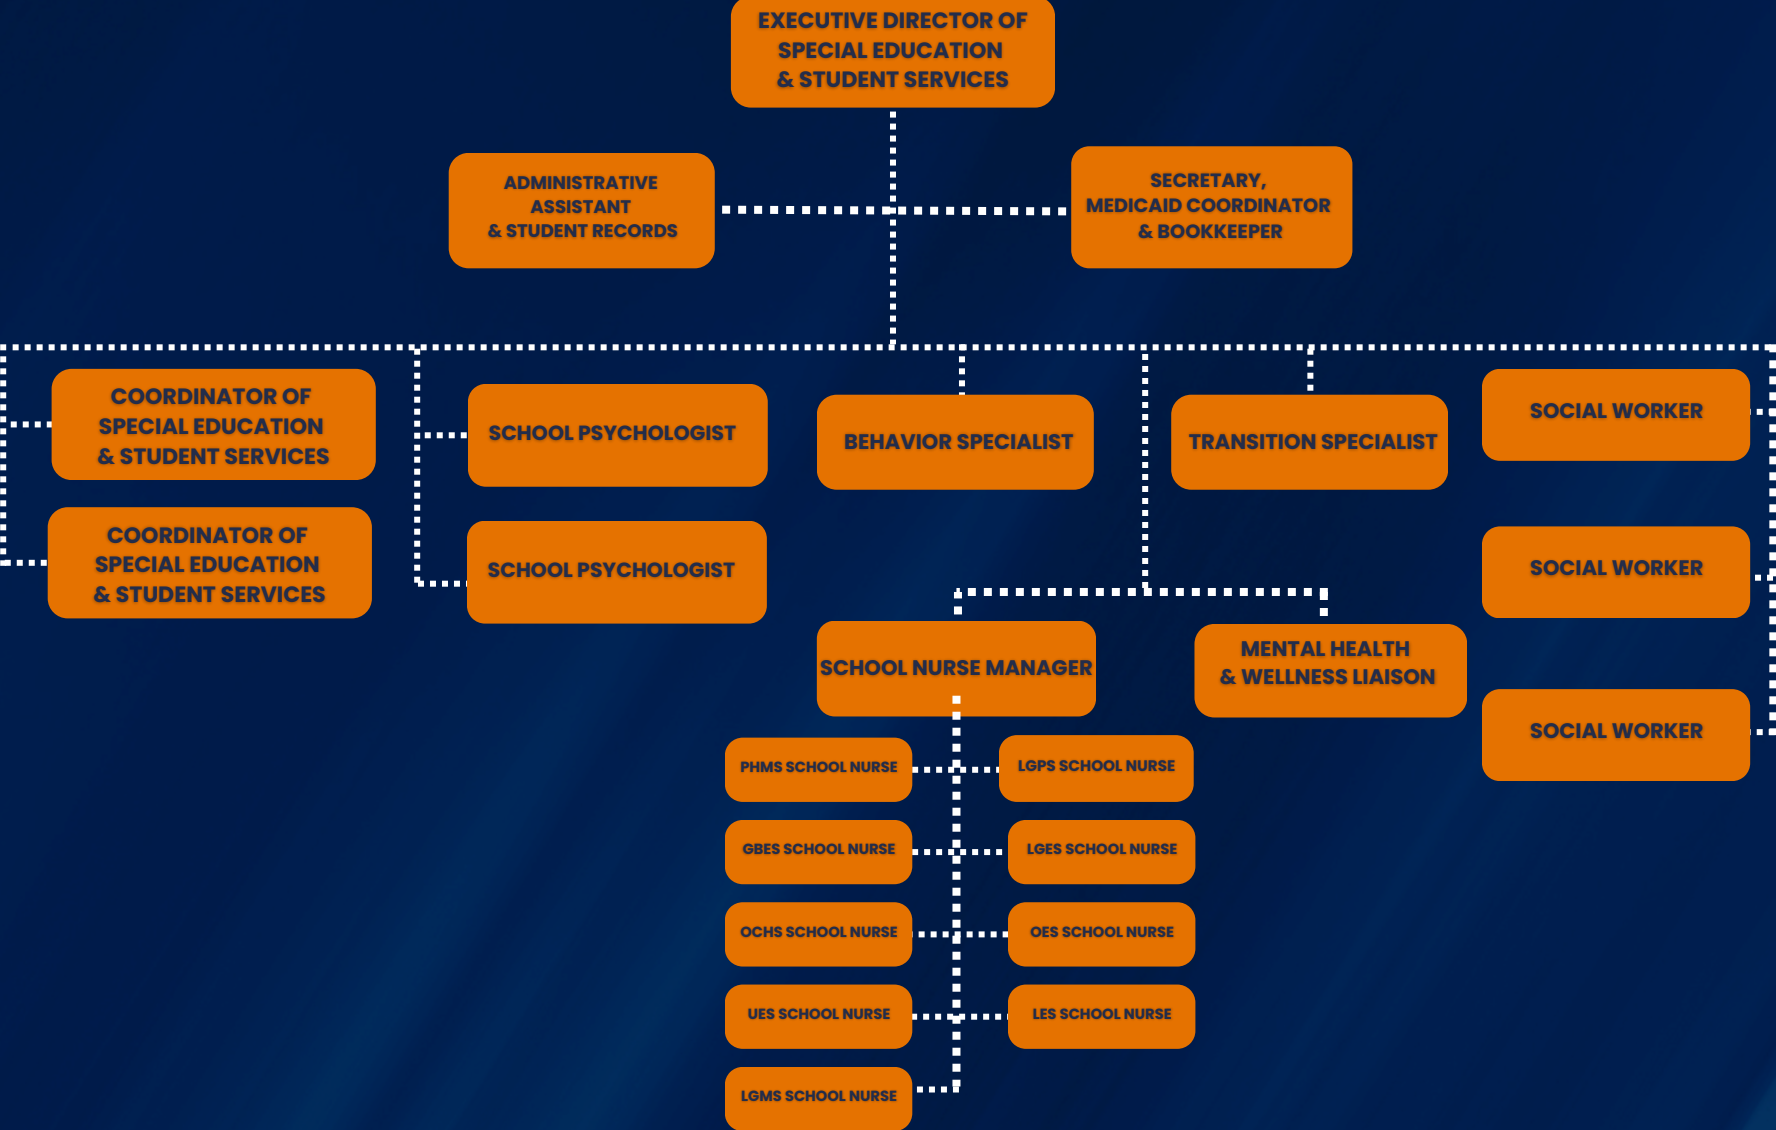 EXECUTIVE DIRECTOR OF
SPECIAL EDUCATION
& STUDENT SERVICES
ADMINISTRATIVE
ASSISTANT
& STUDENT RECORDS
SECRETARY,
MEDICAID COORDINATOR
& BOOKKEEPER
COORDINATOR OF
SPECIAL EDUCATION
& STUDENT SERVICES
COORDINATOR OF
SPECIAL EDUCATION
& STUDENT SERVICES
SCHOOL PSYCHOLOGIST
SCHOOL PSYCHOLOGIST
BEHAVIOR SPECIALIST
TRANSITION SPECIALIST
SOCIAL WORKER
SOCIAL WORKER
SOCIAL WORKER
SCHOOL NURSE MANAGER
MENTAL HEALTH
& WELLNESS LIAISON
PHMS SCHOOL NURSE
LGPS SCHOOL NURSE
GBES SCHOOL NURSE
LGES SCHOOL NURSE
OCHS SCHOOL NURSE
OES SCHOOL NURSE
UES SCHOOL NURSE
LES SCHOOL NURSE
LGMS SCHOOL NURSE